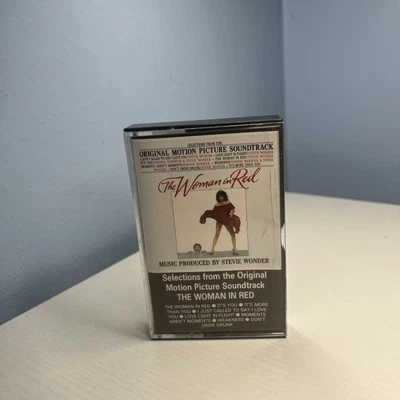 SELECTIONS FROM THE
ORIGINAL MOTION PICTURE SOUNDTRACK
The Woman in Red
MUSIC PRODUCED BY STEVIE WONDER
Selections from the Original
Motion Picture Soundtrack
THE WOMAN IN RED
THE WOMAN IN RED ● IT'S YOU ● IT'S MORE
THAN YOU ● I JUST CALLED TO SAY I LOVE
YOU ● LOVE LIGHT IN FLIGHT ● MOMENTS
AREN'T MOMENTS ● WEAKNESS ● DON'T
DRIVE DRUNK